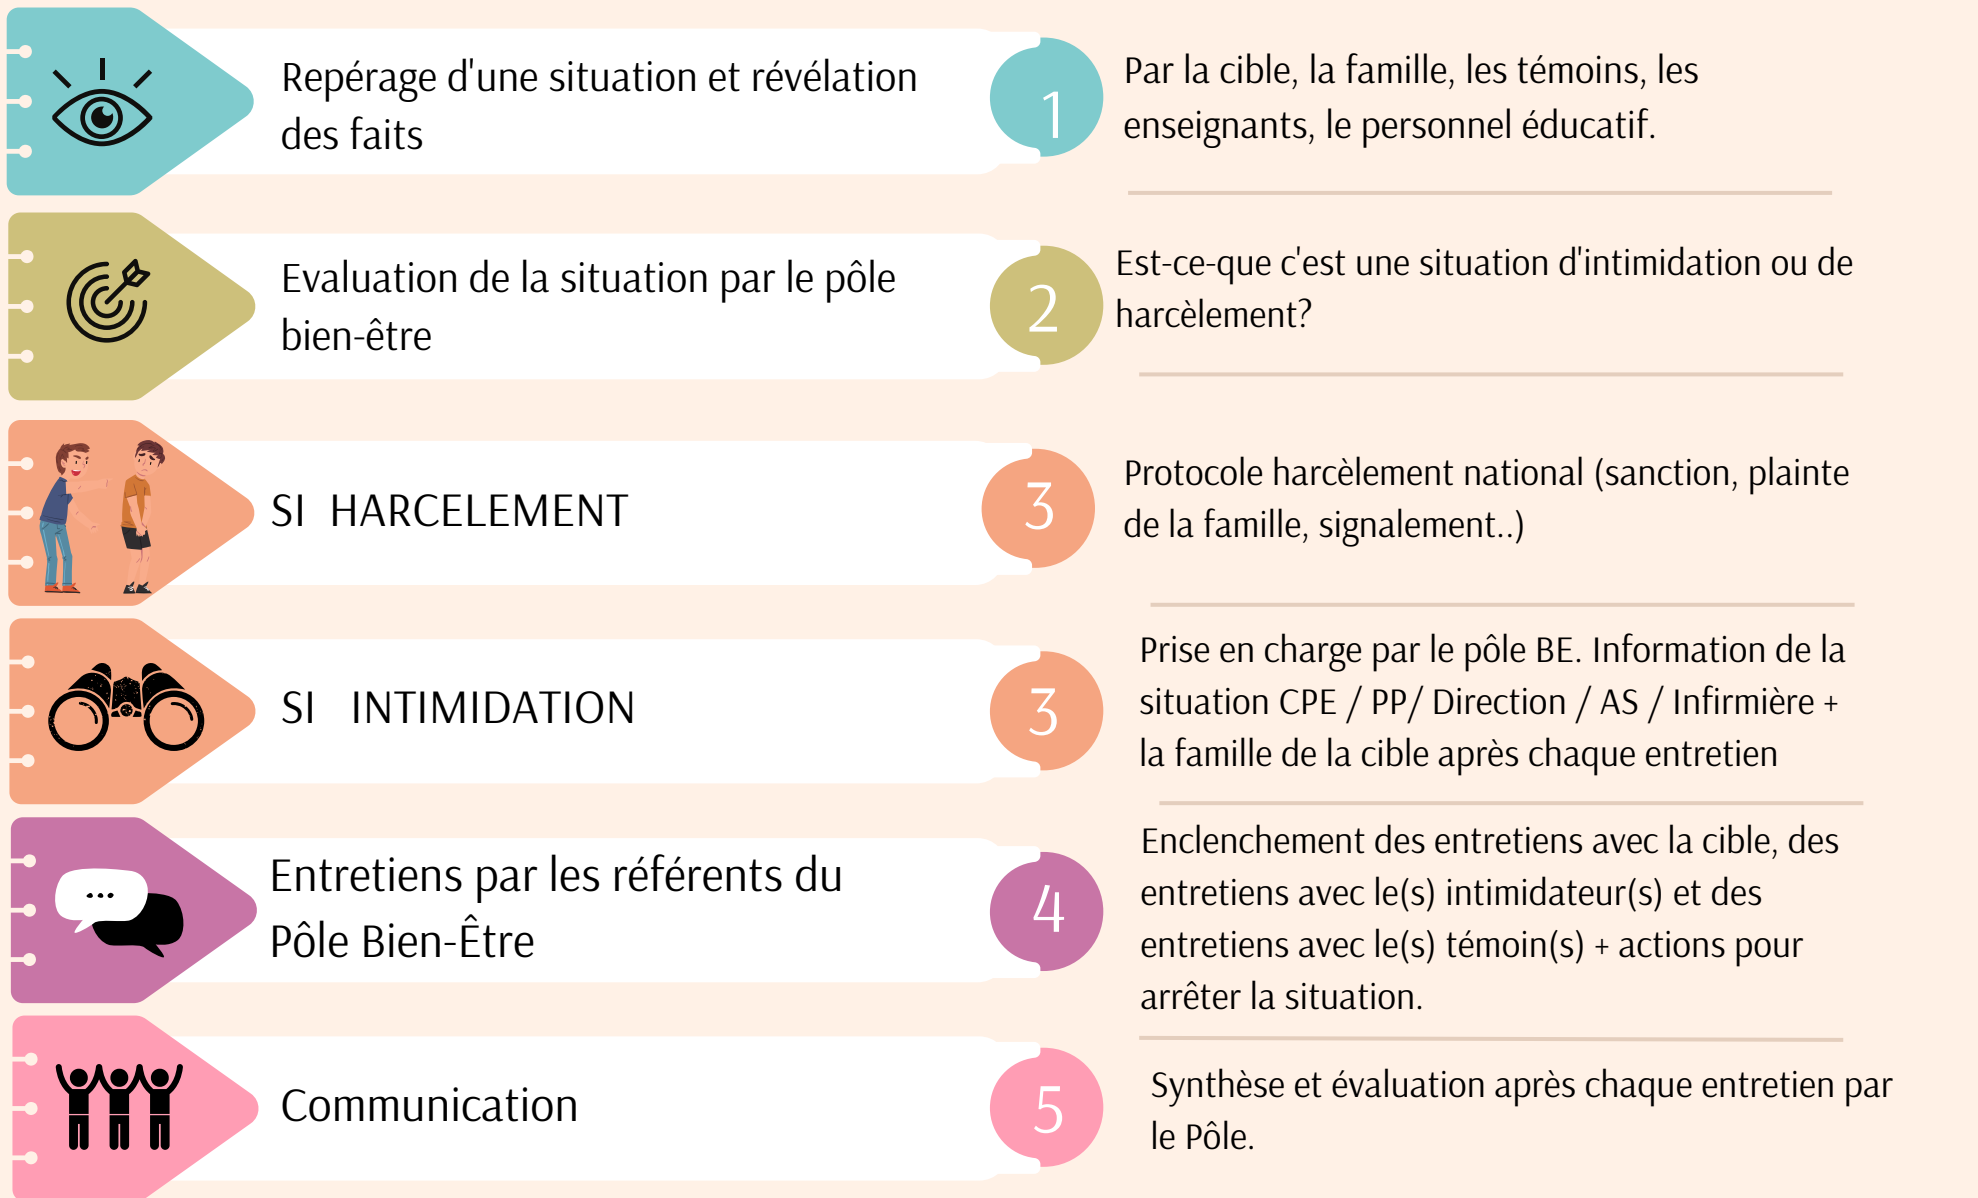 Repérage d'une situation et révélation
des faits
1
Par la cible, la famille, les témoins, les
enseignants, le personnel éducatif.
Evaluation de la situation par le pôle
bien-être
2
Est-ce-que c'est une situation d'intimidation ou de
harcèlement?
SI HARCELEMENT
3
Protocole harcèlement national (sanction, plainte
de la famille, signalement..)
SI INTIMIDATION
3
Prise en charge par le pôle BE. Information de la
situation CPE / PP/ Direction / AS / Infirmière +
la famille de la cible après chaque entretien
Entretiens par les référents du
Pôle Bien-Être
4
Enclenchement des entretiens avec la cible, des
entretiens avec le(s) intimidateur(s) et des
entretiens avec le(s) témoin(s) + actions pour
arrêter la situation.
Communication
5
Synthèse et évaluation après chaque entretien par
le Pôle.